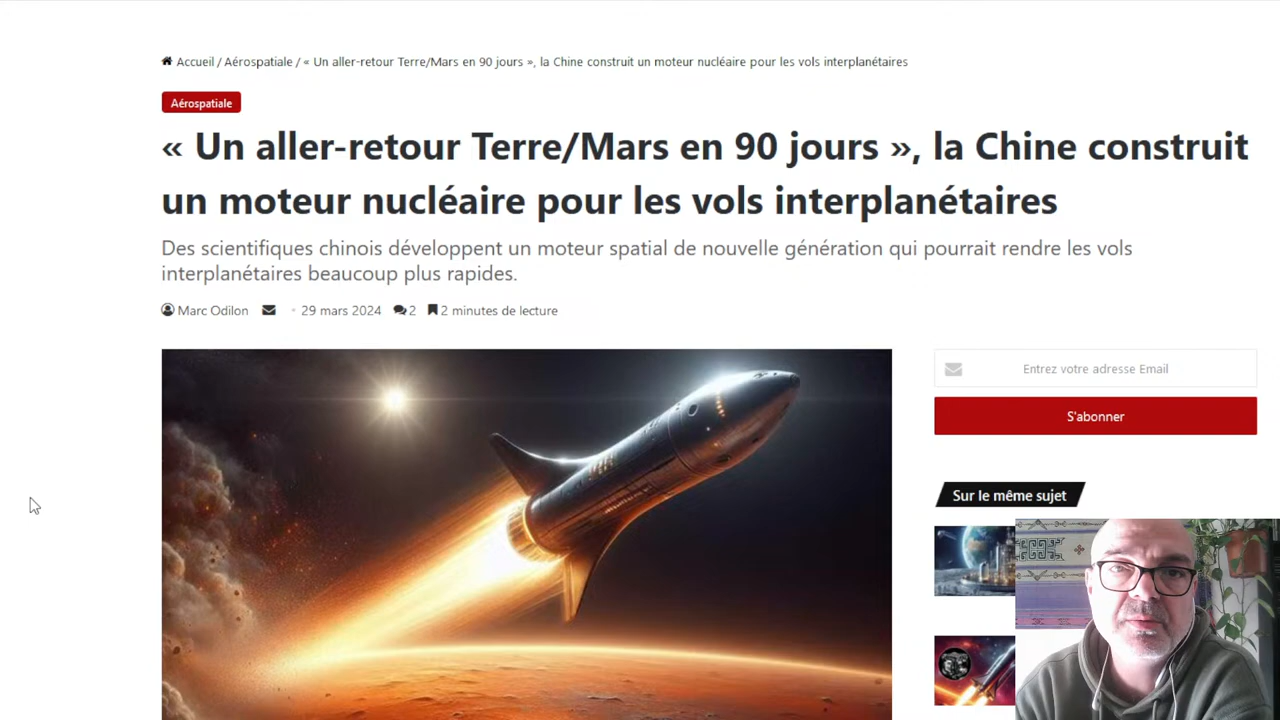 Accueil / Aérospatiale / « Un aller-retour Terre/Mars en 90 jours », la Chine construit un moteur nucléaire pour les vols interplanétaires
Aérospatiale
« Un aller-retour Terre/Mars en 90 jours », la Chine construit
un moteur nucléaire pour les vols interplanétaires
Des scientifiques chinois développent un moteur spatial de nouvelle génération qui pourrait rendre les vols
interplanétaires beaucoup plus rapides.
Marc Odilon 29 mars 2024 2 2 minutes de lecture
Entrez votre adresse Email
S'abonner
Sur le même sujet